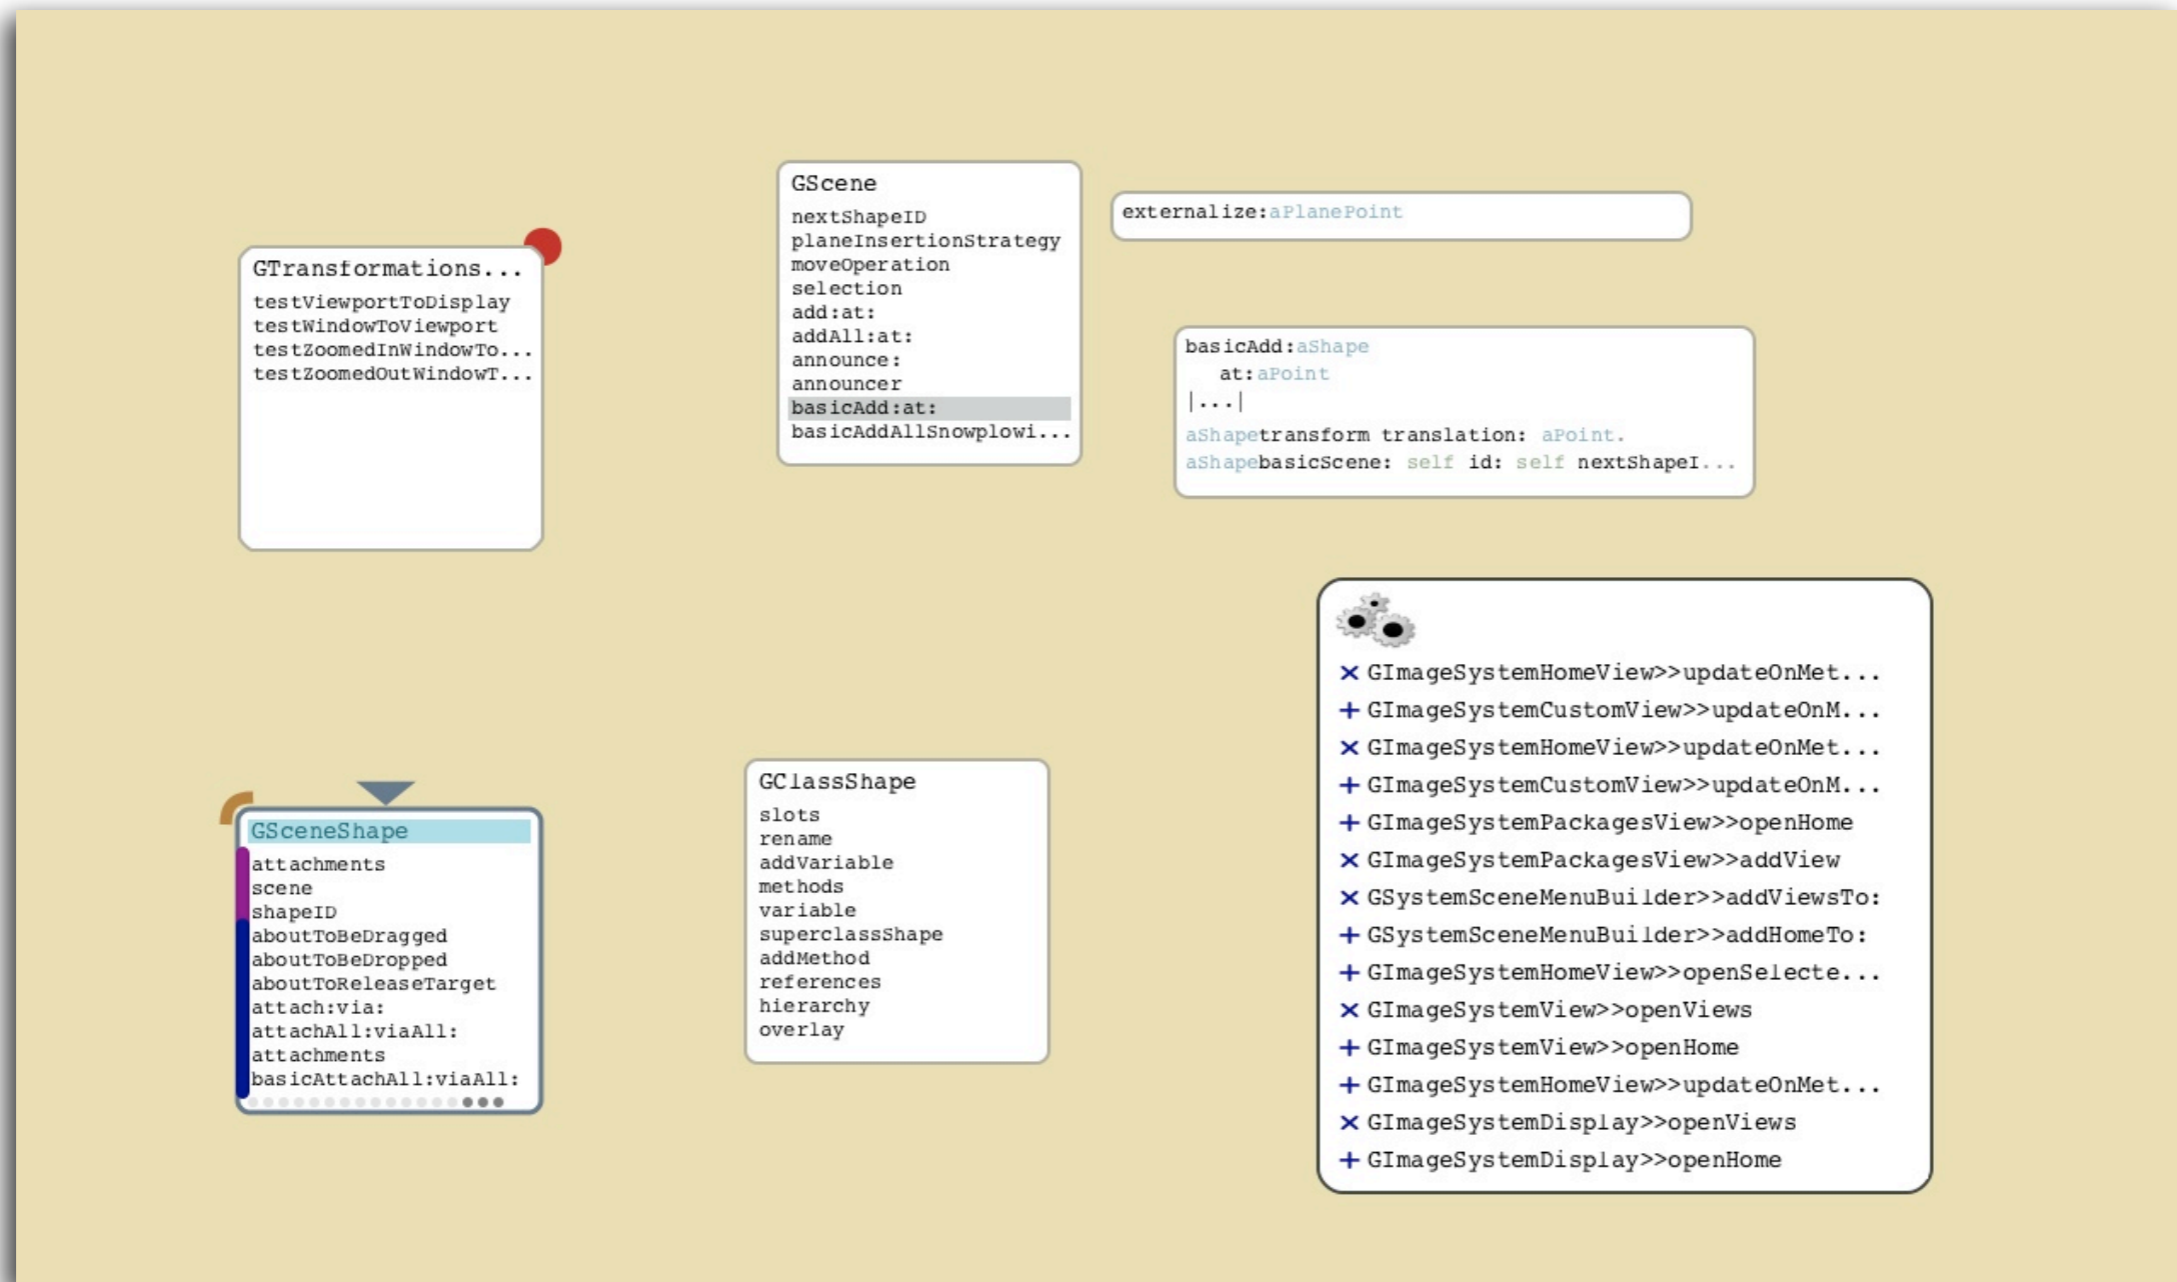 GTransformations...
testViewportToDisplay
testWindowToViewport
testZoomedInWindowTo...
testZoomedOutWindowT...
GScene
nextShapeID
planeInsertionStrategy
moveOperation
selection
add:at:
addAll:at:
announce:
announcer
basicAdd:at:
basicAddAllSnowplowi...
externalize:aPlanePoint
basicAdd:aShape
at:aPoint
|...|
aShapetransform translation: aPoint.
aShapebasicScene: self id: self nextShapeI...
GSceneShape
attachments
scene
shapeID
aboutToBeDragged
aboutToBeDropped
aboutToReleaseTarget
attach:via:
attachAll:viaAll:
attachments
basicAttachAll:viaAll:
GClassShape
slots
rename
addVariable
methods
variable
superclassShape
addMethod
references
hierarchy
overlay
× GImageSystemHomeView>>updateOnMet...
+ GImageSystemCustomView>>updateOnM...
× GImageSystemHomeView>>updateOnMet...
+ GImageSystemCustomView>>updateOnM...
+ GImageSystemPackagesView>>openHome
× GImageSystemPackagesView>>addView
× GSystemSceneMenuBuilder>>addViewsTo:
+ GSystemSceneMenuBuilder>>addHomeTo:
+ GImageSystemHomeView>>openSelecte...
× GImageSystemView>>openViews
+ GImageSystemView>>openHome
+ GImageSystemHomeView>>updateOnMet...
× GImageSystemDisplay>>openViews
+ GImageSystemDisplay>>openHome